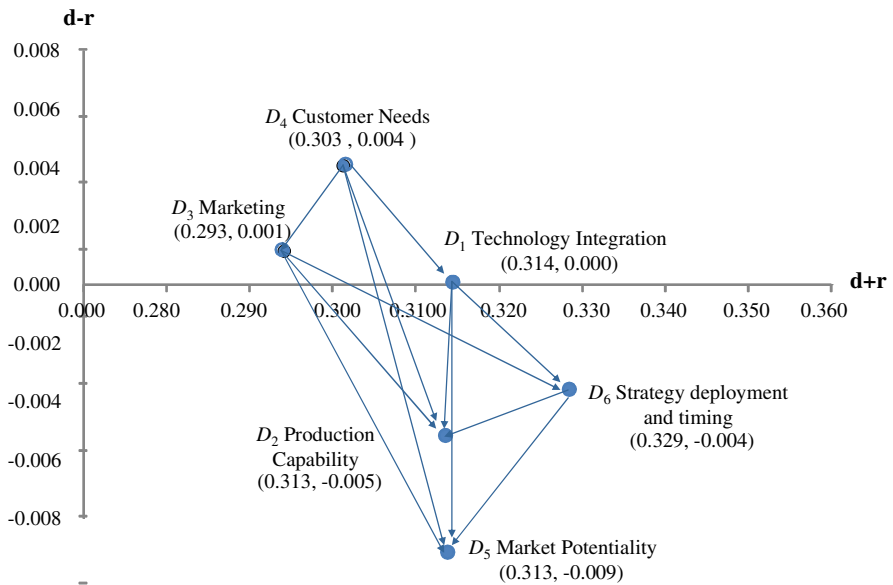 d-r
0.008
0.006
D4 Customer Needs
(0.303 , 0.004 )
0.004
D3 Marketing
(0.293, 0.001)
0.002
D1 Technology Integration
(0.314, 0.000)
0.000
d+r
0.000 0.280 0.290 0.300 0.3100 0.320 0.330 0.340 0.350 0.360
-0.002
-0.004
D6 Strategy deployment
and timing
(0.329, -0.004)
D2 Production
Capability
(0.313, -0.005)
-0.006
-0.008
D5 Market Potentiality
(0.313, -0.009)